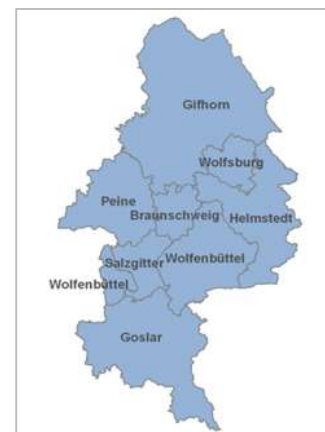 Gifhorn
Wolfsburg
Peine
Braunschweig
Helmstedt
Salzgitter
Wolfenbüttel
Wolfenbüttel
Goslar